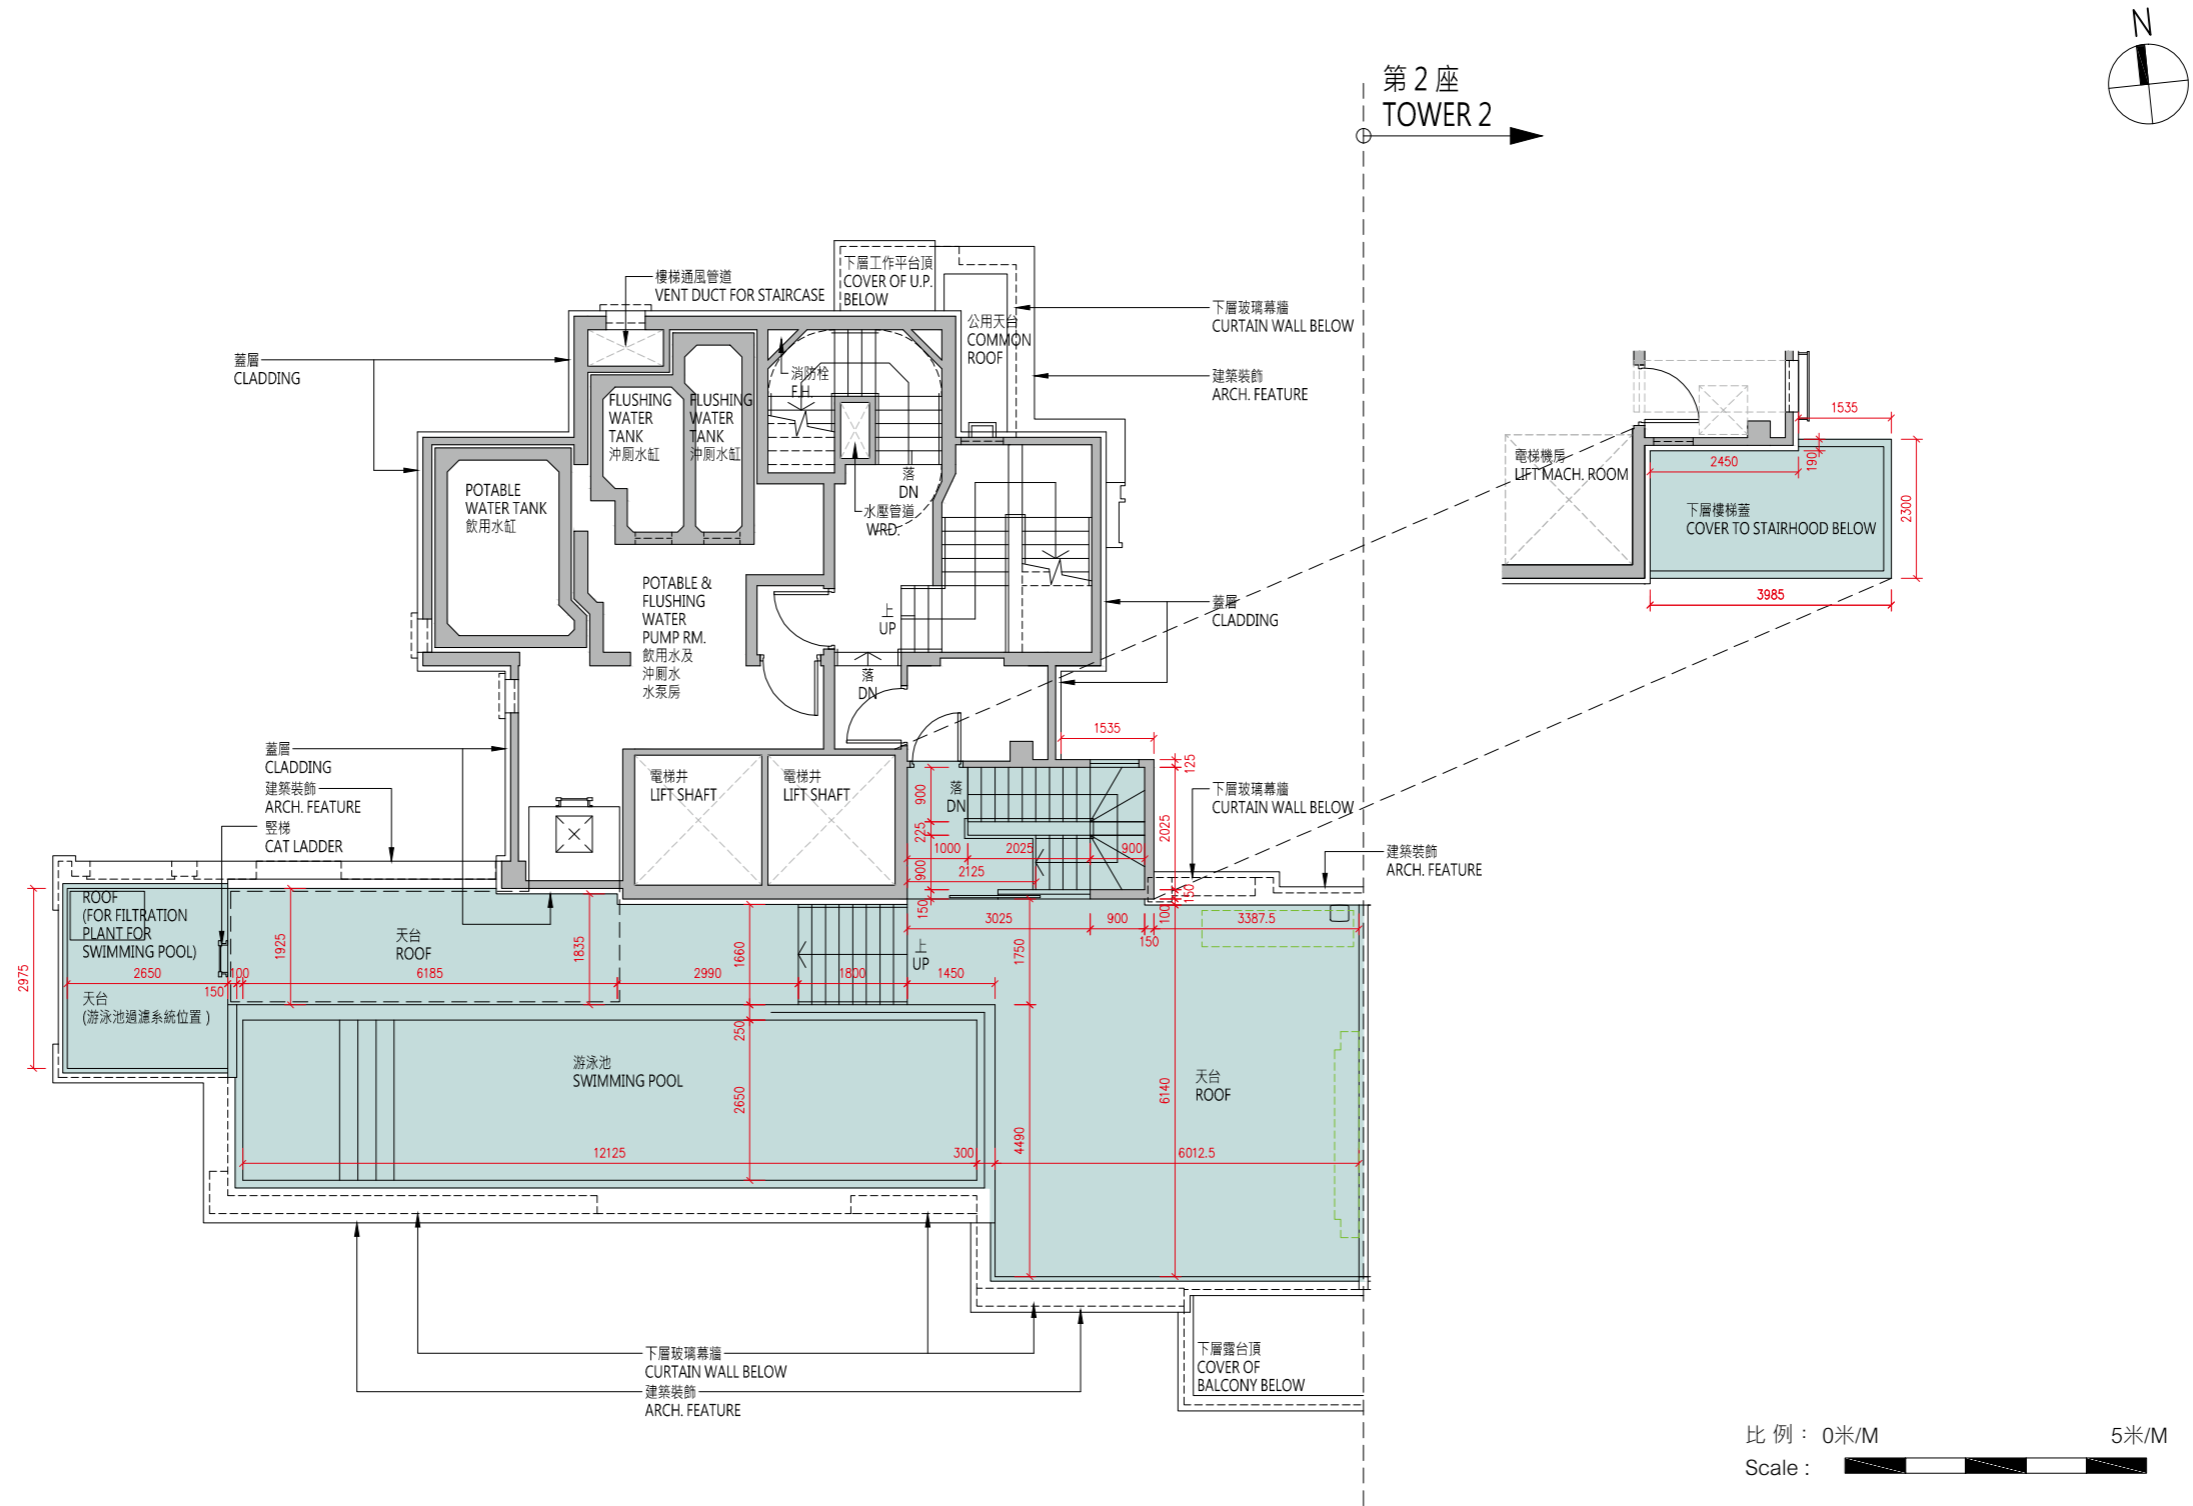 N
第 2 座
TOWER 2
下層工作平台頂
COVER OF U.P.
BELOW
樓梯通風管道
VENT DUCT FOR STAIRCASE
下層玻璃幕牆
CURTAIN WALL BELOW
公用天台
COMMON
ROOF
蓋層
CLADDING
消防栓
F.H.
建築裝飾
ARCH. FEATURE
FLUSHING
WATER
TANK
沖廁水缸
FLUSHING
WATER
TANK
沖廁水缸
1535
電梯機房
LIFT MACH. ROOM
2450
190
下層樓梯蓋
COVER TO STAIRHOOD BELOW
2300
3985
POTABLE
WATER TANK
飲用水缸
落
DN
水壓管道
WRD.
POTABLE &
FLUSHING
WATER
PUMP RM.
飲用水及
沖廁水
水泵房
上
UP
蓋層
CLADDING
落
DN
1535
125
蓋層
CLADDING
建築裝飾
ARCH. FEATURE
豎梯
CAT LADDER
電梯井
LIFT SHAFT
電梯井
LIFT SHAFT
落
DN
900
225
900
150
1000
2025
900
2125
2025
150
100
下層玻璃幕牆
CURTAIN WALL BELOW
建築裝飾
ARCH. FEATURE
ROOF
(FOR FILTRATION
PLANT FOR
SWIMMING POOL)
2650
天台
(游泳池過濾系統位置 )
2975
150
100
1925
天台
ROOF
6185
1835
2990
1660
1800
上
UP
1450
3025
900
150
3387.5
1750
250
游泳池
SWIMMING POOL
2650
12125
300
4490
6140
天台
ROOF
6012.5
下層玻璃幕牆
CURTAIN WALL BELOW
建築裝飾
ARCH. FEATURE
下層露台頂
COVER OF
BALCONY BELOW
比 例 : 0米/M 5米/M
Scale :